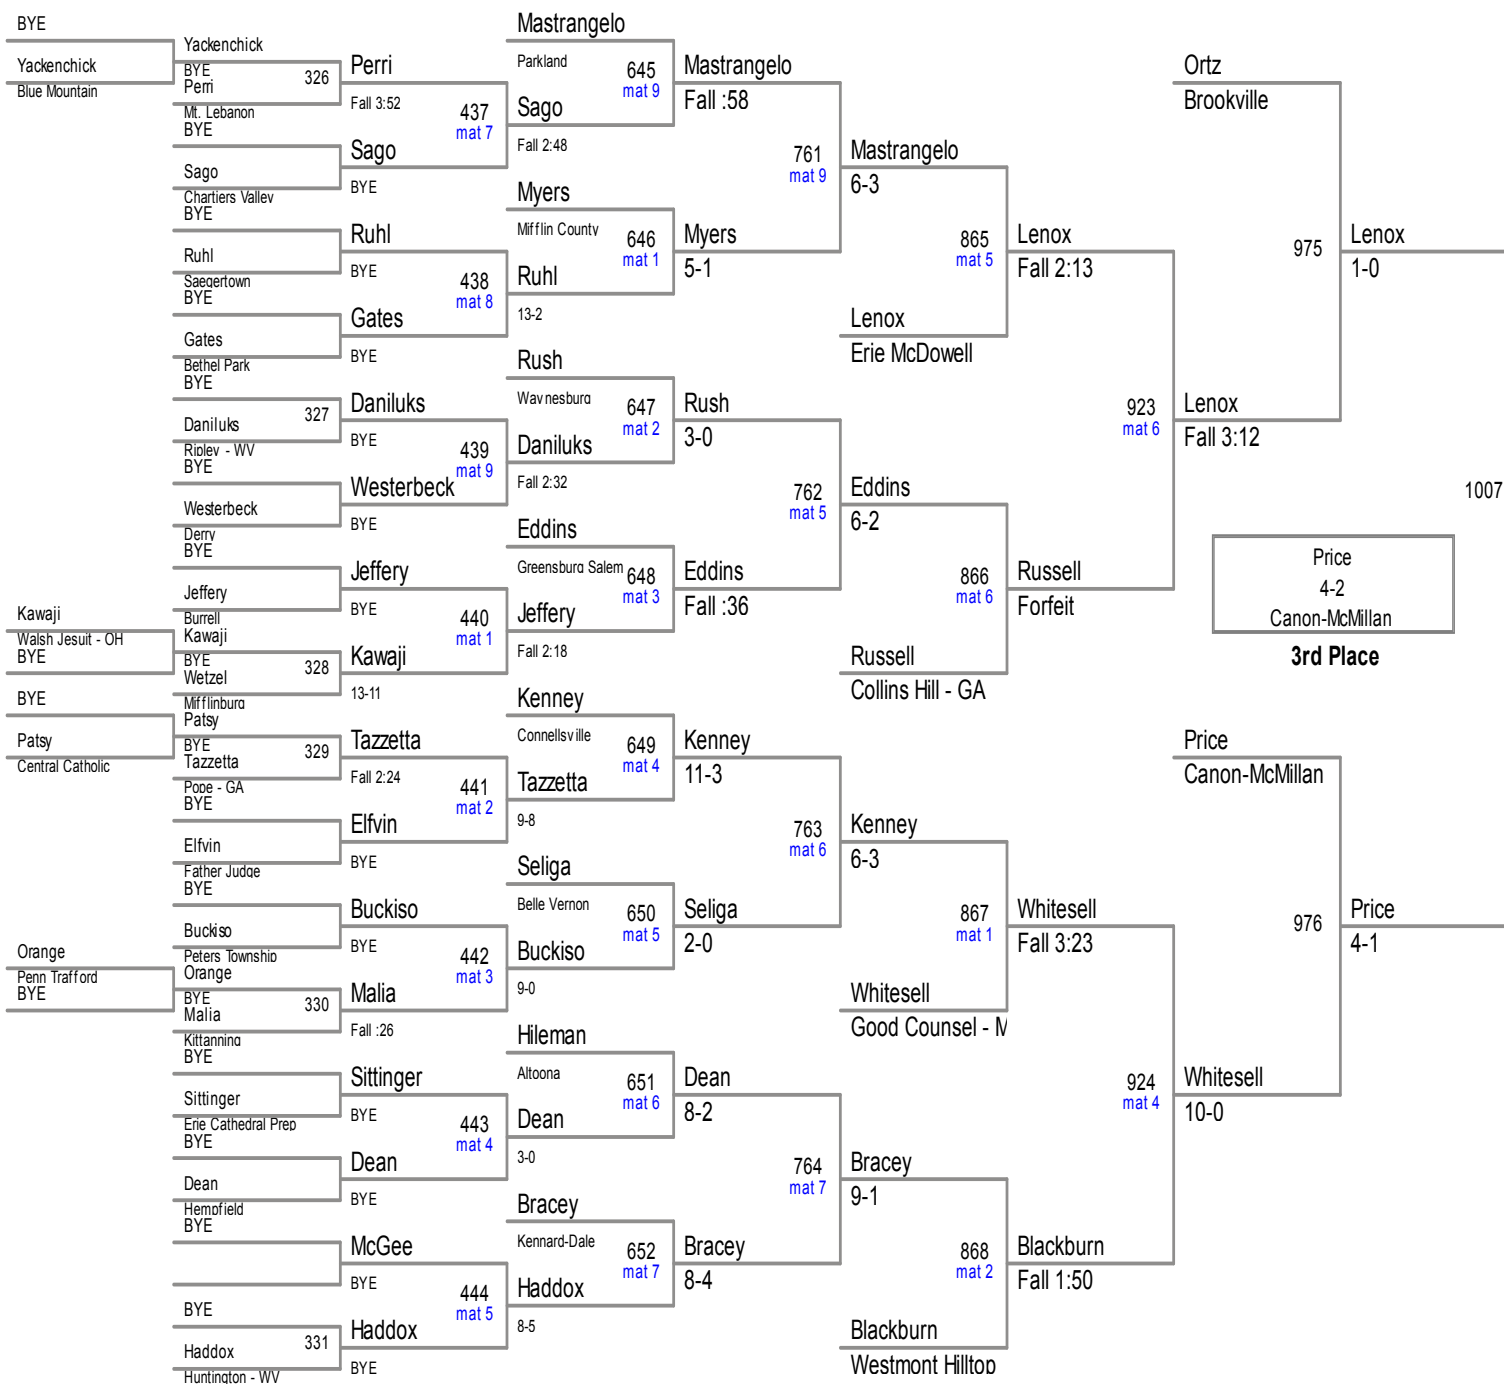 BYE
Yackenchick
Blue Mountain
Kawaji
Walsh Jesuit - OH
BYE
BYE
Patsy
Central Catholic
Orange
Penn Trafford
BYE
Yackenchick
BYE
326
Perri
Mt. Lebanon
BYE
Sago
Chartiers Valley
BYE
Ruhl
Saegertown
BYE
Gates
Bethel Park
BYE
327
Daniluks
Ripley - WV
BYE
Westerbeck
Derry
BYE
Jeffery
Burrell
Kawaji
BYE
328
Wetzel
Mifflinburg
Patsy
BYE
329
Tazzetta
Pope - GA
BYE
Elfvin
Father Judge
BYE
Buckiso
Peters Township
Orange
BYE
330
Malia
Kittanning
BYE
Sittinger
Erie Cathedral Prep
BYE
Dean
Hempfield
BYE
BYE
331
Haddox
Huntington - WV
Perri
Fall 3:52
437
mat 7
Sago
BYE
Ruhl
BYE
438
mat 8
Gates
BYE
Daniluks
BYE
439
mat 9
Westerbeck
BYE
Jeffery
BYE
440
mat 1
Kawaji
13-11
Tazzetta
Fall 2:24
441
mat 2
Elfvin
BYE
Buckiso
BYE
442
mat 3
Malia
Fall :26
Sittinger
BYE
443
mat 4
Dean
BYE
McGee
BYE
444
mat 5
Haddox
BYE
Mastrangelo
Parkland
645
mat 9
Sago
Fall 2:48
Myers
Mifflin County
646
mat 1
Ruhl
13-2
Rush
Waynesburg
647
mat 2
Daniluks
Fall 2:32
Eddins
Greensburg Salem
648
mat 3
Jeffery
Fall 2:18
Kenney
Connellsville
649
mat 4
Tazzetta
9-8
Seliga
Belle Vernon
650
mat 5
Buckiso
9-0
Hileman
Altoona
651
mat 6
Dean
3-0
Bracey
Kennard-Dale
652
mat 7
Haddox
8-5
Mastrangelo
Fall :58
761
mat 9
Myers
5-1
Rush
3-0
762
mat 5
Eddins
Fall :36
Kenney
11-3
763
mat 6
Seliga
2-0
Dean
8-2
764
mat 7
Bracey
8-4
Mastrangelo
6-3
865
mat 5
Lenox
Erie McDowell
Eddins
6-2
866
mat 6
Russell
Collins Hill - GA
Kenney
6-3
867
mat 1
Whitesell
Good Counsel - M
Bracey
9-1
868
mat 2
Blackburn
Westmont Hilltop
Lenox
Fall 2:13
923
mat 6
Russell
Forfeit
Whitesell
Fall 3:23
924
mat 4
Blackburn
Fall 1:50
Ortz
Brookville
975
Lenox
Fall 3:12
Price
Canon-McMillan
976
Whitesell
10-0
Lenox
1-0
1007
Price
4-1
Price
4-2
Canon-McMillan
3rd Place